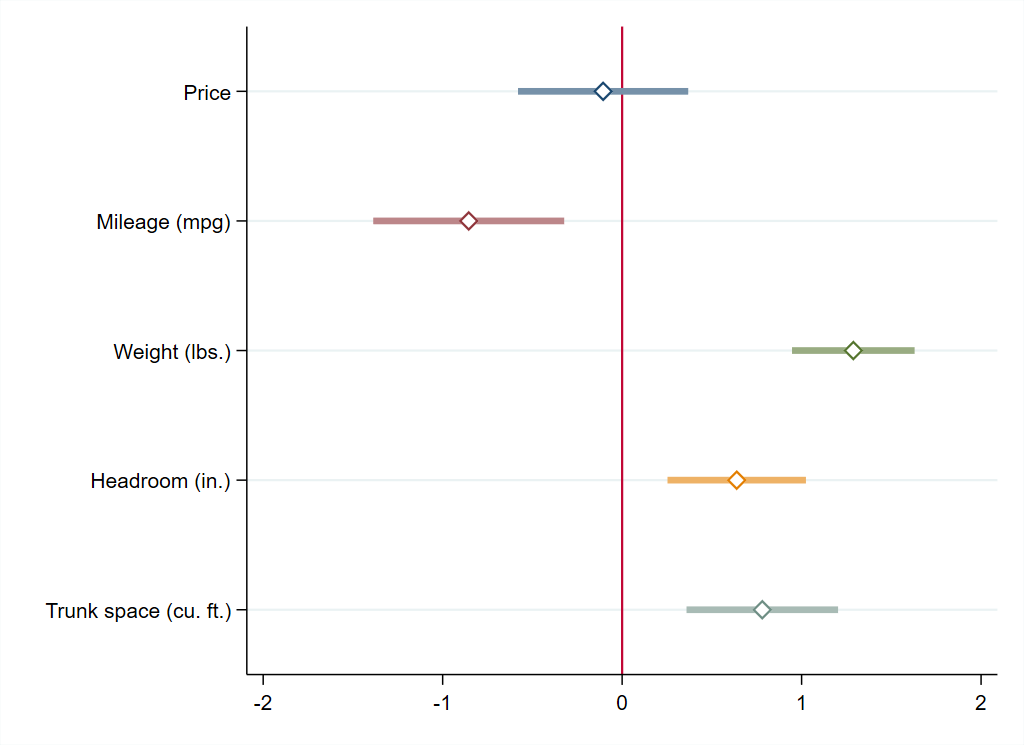 Price
Mileage (mpg)
Weight (lbs.)
Headroom (in.)
Trunk space (cu. ft.)
-2 -1 0 1 2